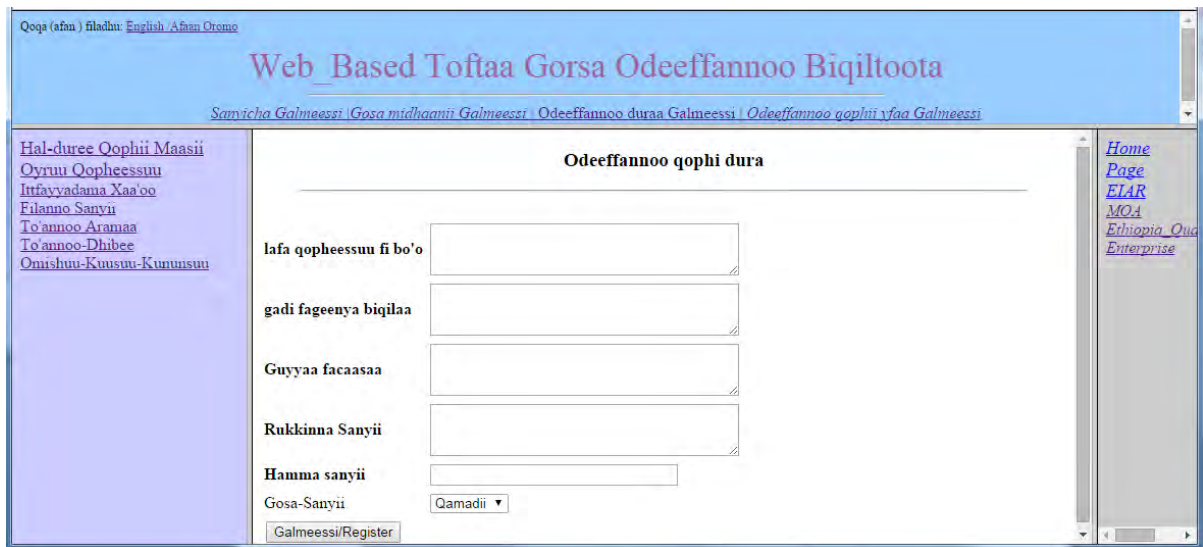 Qoqa (afan ) filadhu: English /Afaan Oromo
Web_Based Toftaa Gorsa Odeeffannoo Biqiltoota
Sanyicha Galmeessi |Gosa midhaanii Galmeessi | Odeeffannoo duraa Galmeessi | Odeeffannoo qophii yfaa Galmeessi
Hal-duree Qophii Maasii
Oyruu Qopheessuu
Ittfayyadama Xaa'oo
Filanno Sanyii
To'annoo Aramaa
To'annoo-Dhibee
Omishuu-Kuusuu-Kununsuu
Odeeffannoo qophi dura
lafa qopheessuu fi bo'o
gadi fageenya biqilaa
Guyyaa facaasaa
Rukkinna Sanyii
Hamma sanyii
Gosa-Sanyii
Qamadii
Galmeessi/Register
Home
Page
EIAR
MOA
Ethiopia_Qua
Enterprise